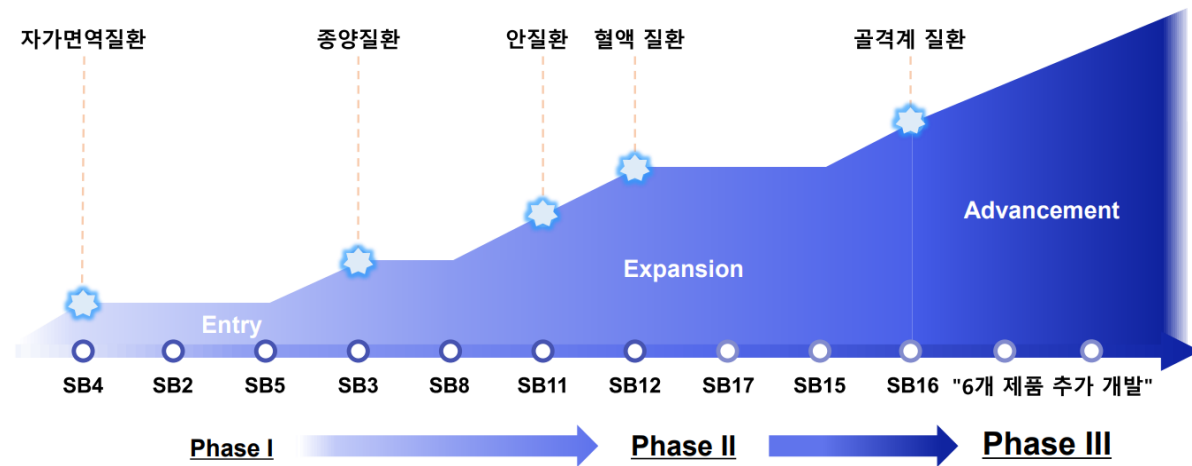 자가면역질환 종양질환 안질환 혈액 질환 골격계 질환
Advancement
Expansion
Entry
SB4 SB2 SB5 SB3 SB8 SB11 SB12 SB17 SB15 SB16 "6개 제품 추가 개발"
Phase I Phase II Phase III